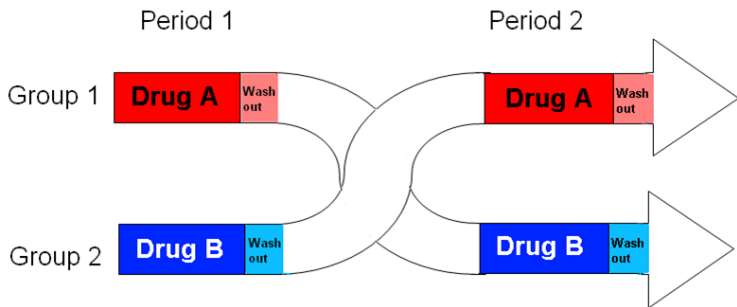 Period 1
Period 2
Group 1
Drug A
Wash
out
Drug A
Wash
out
Group 2
Drug B
Wash
out
Drug B
Wash
out